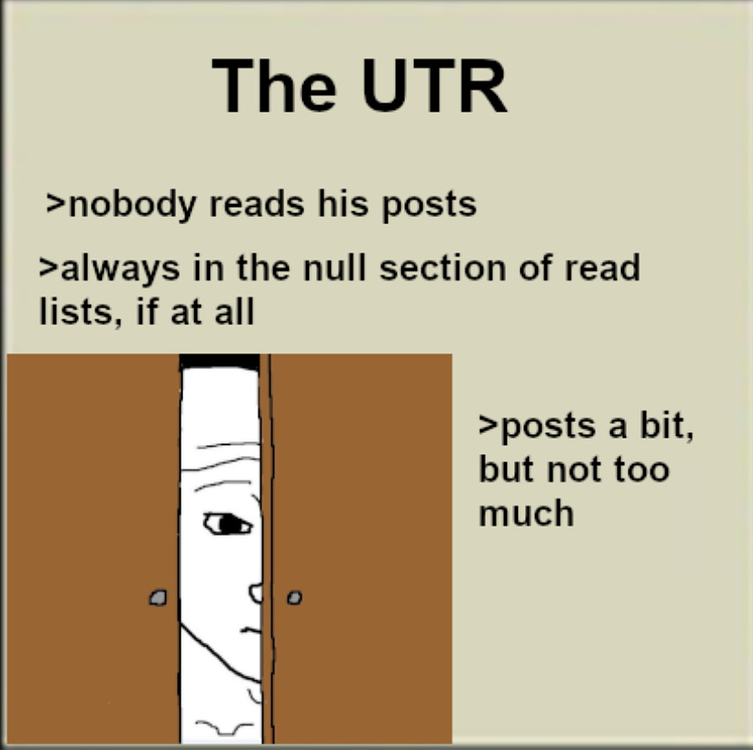 The UTR
>nobody reads his posts
>always in the null section of read
lists, if at all
>posts a bit,
but not too
much